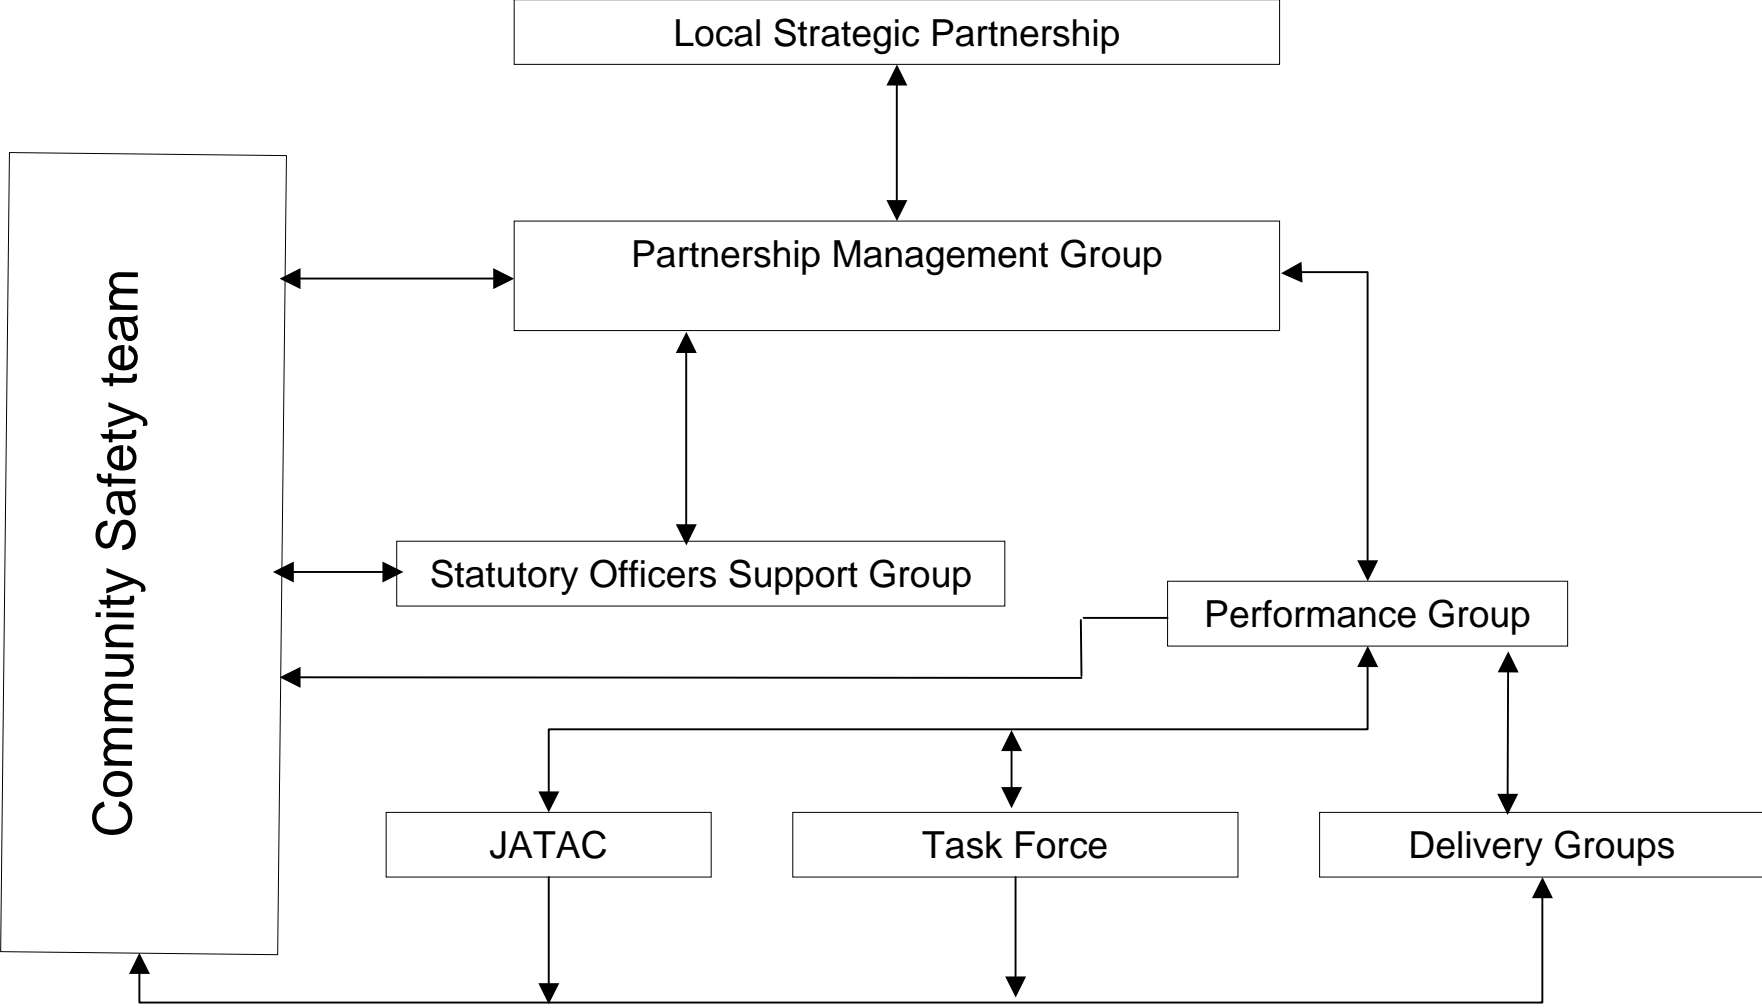 Local Strategic Partnership
Partnership Management Group
Community Safety team
Statutory Officers Support Group
Performance Group
JATAC
Task Force
Delivery Groups